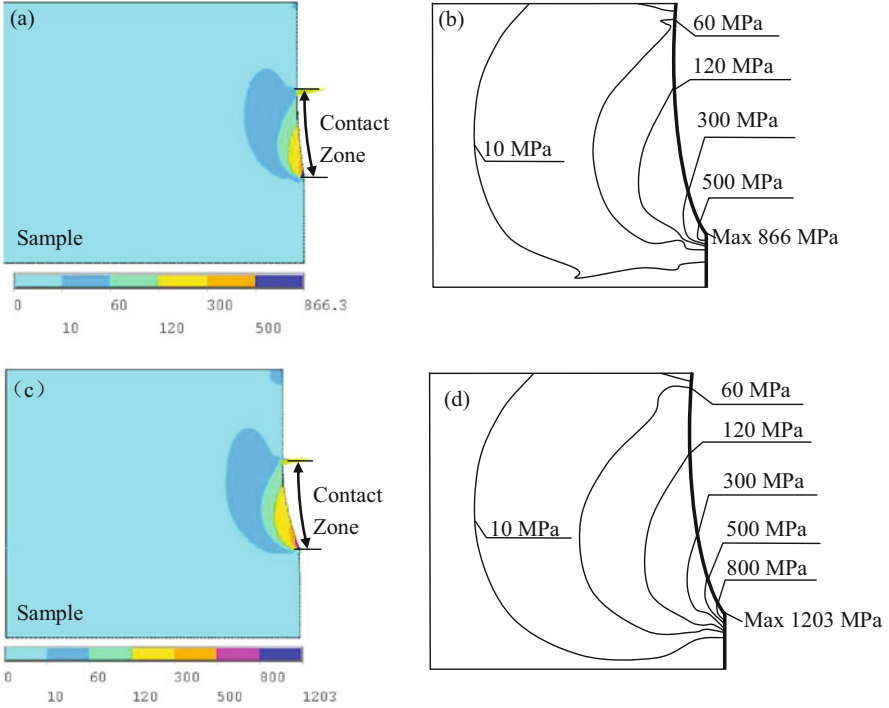 (a)
Contact
Zone
Sample
0 60 300 866.3
10 120 500
(b)
60 MPa
120 MPa
300 MPa
10 MPa
500 MPa
Max 866 MPa
（c）
Contact
Zone
Sample
0 60 300 800
10 120 500 1203
(d)
60 MPa
120 MPa
300 MPa
10 MPa
500 MPa
800 MPa
Max 1203 MPa